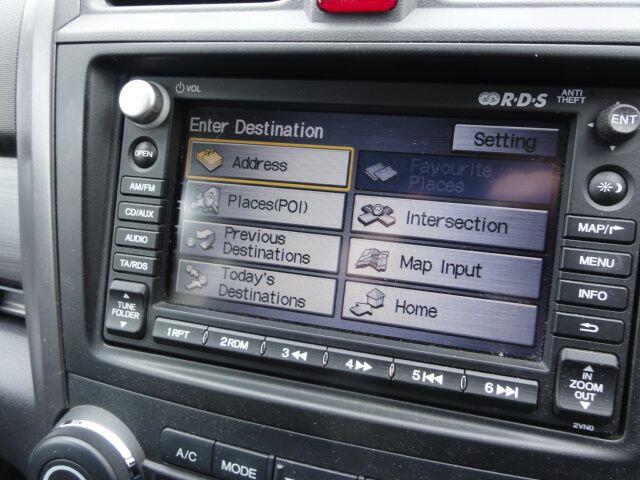 VOL
R·D·S
ANTI
THEFT
ENT
Enter Destination
Setting
Address
Favourite
Places
Places(POI)
Intersection
Previous
Destinations
Map Input
Today's
Destinations
Home
OPEN
AM/FM
CD/AUX
AUDIO
TA/RDS
TUNE
FOLDER
MAP/
MENU
INFO
IN
ZOOM
OUT
2VN0
1RPT
2RDM
3
4
5
6
A/C
MODE